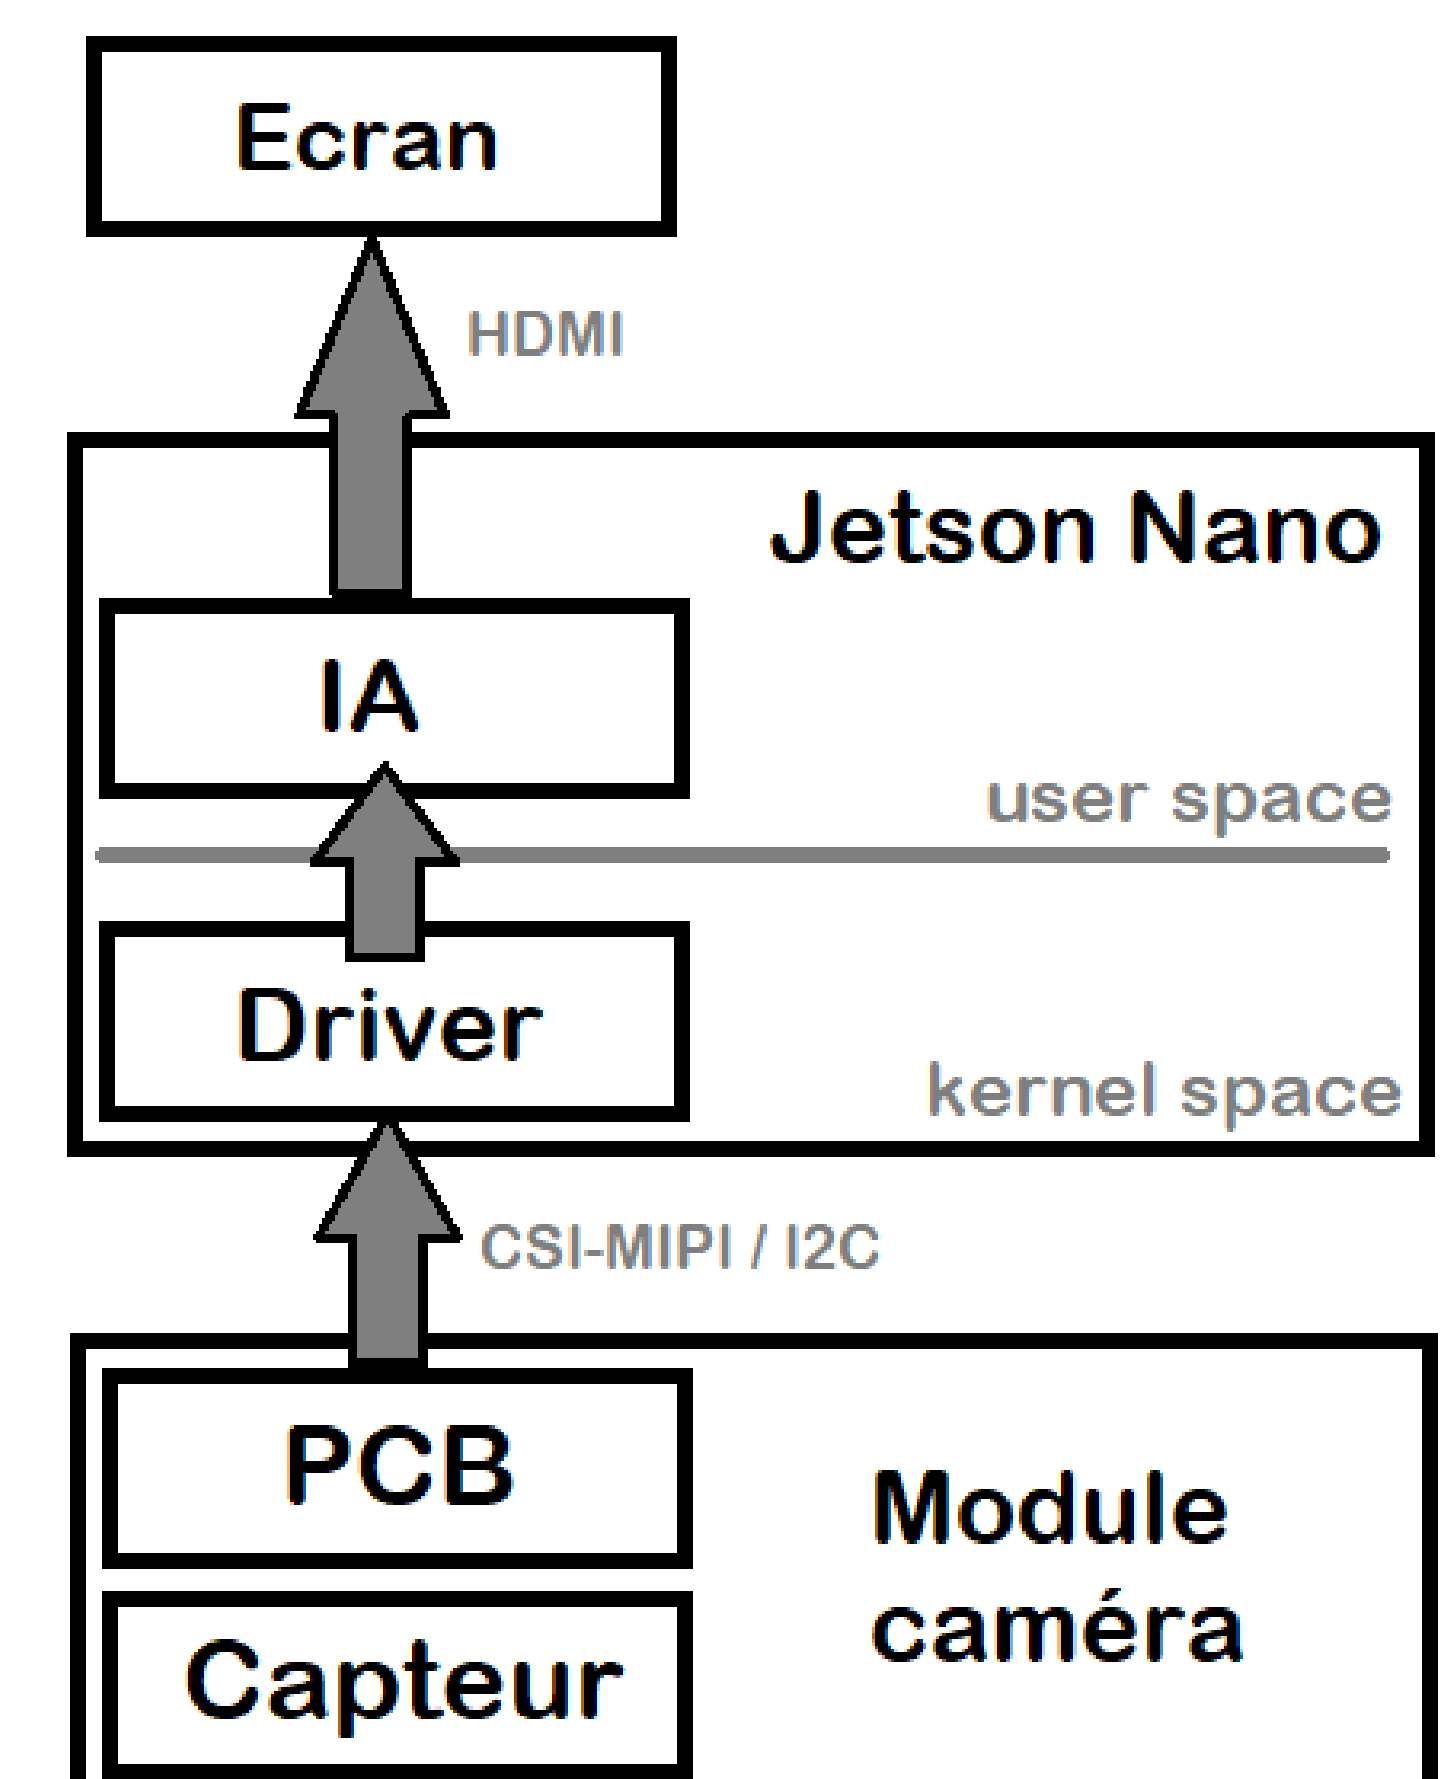 Ecran
HDMI
Jetson Nano
IA
user space
Driver
kernel space
CSI-MIPI / I2C
PCB
Module
caméra
Capteur